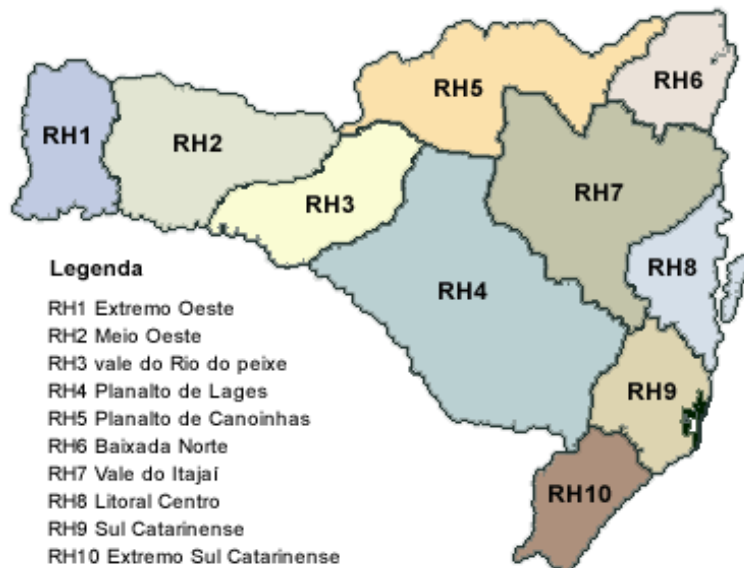 RH6
RH5
RH1
RH2
RH7
RH3
RH8
RH4
RH9
RH10
Legenda
RH1 Extremo Oeste
RH2 Meio Oeste
RH3 vale do Rio do peixe
RH4 Planalto de Lages
RH5 Planalto de Canoinhas
RH6 Baixada Norte
RH7 Vale do Itajaí
RH8 Litoral Centro
RH9 Sul Catarinense
RH10 Extremo Sul Catarinense